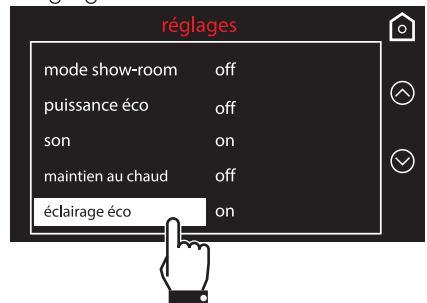 réglages
mode show-room off
puissance éco off
son on
maintien au chaud off
éclairage éco on